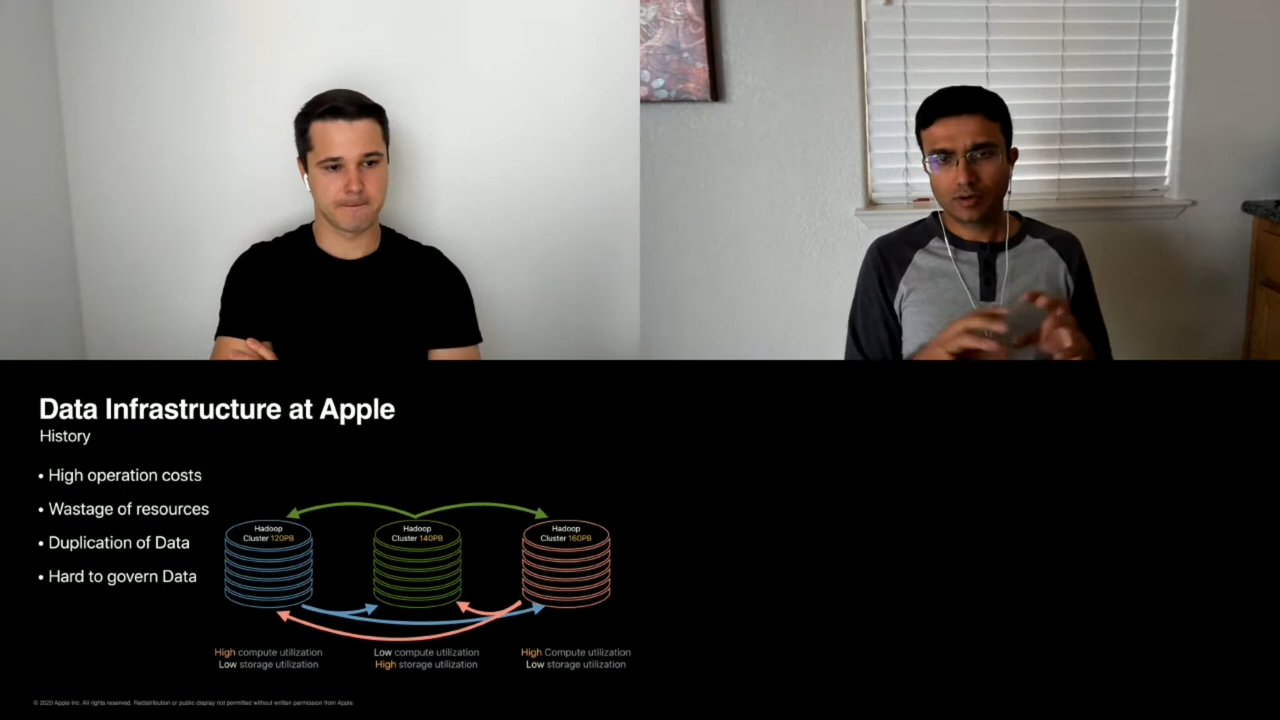 Data Infrastructure at Apple
History
• High operation costs
• Wastage of resources
• Duplication of Data
• Hard to govern Data
Hadoop
Cluster 120PB
Hadoop
Cluster 140PB
Hadoop
Cluster 160PB
High compute utilization
Low storage utilization
Low compute utilization
High storage utilization
High Compute utilization
Low storage utilization
© 2020 Apple Inc. All rights reserved. Redistribution or public display not permitted without written permission from Apple.